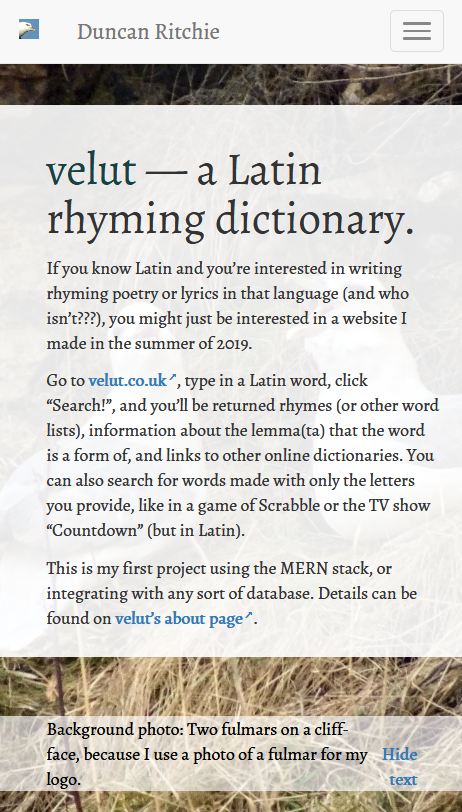 Duncan Ritchie
velut — a Latin
rhyming dictionary.
If you know Latin and you’re interested in writing
rhyming poetry or lyrics in that language (and who
isn’t???), you might just be interested in a website I
made in the summer of 2019.
Go to velut.co.uk↗, type in a Latin word, click
“Search!”, and you’ll be returned rhymes (or other word
lists), information about the lemma(ta) that the word
is a form of, and links to other online dictionaries. You
can also search for words made with only the letters
you provide, like in a game of Scrabble or the TV show
“Countdown” (but in Latin).
This is my first project using the MERN stack, or
integrating with any sort of database. Details can be
found on velut’s about page↗.
Background photo: Two fulmars on a cliff-
face, because I use a photo of a fulmar for my
logo.
Hide
text